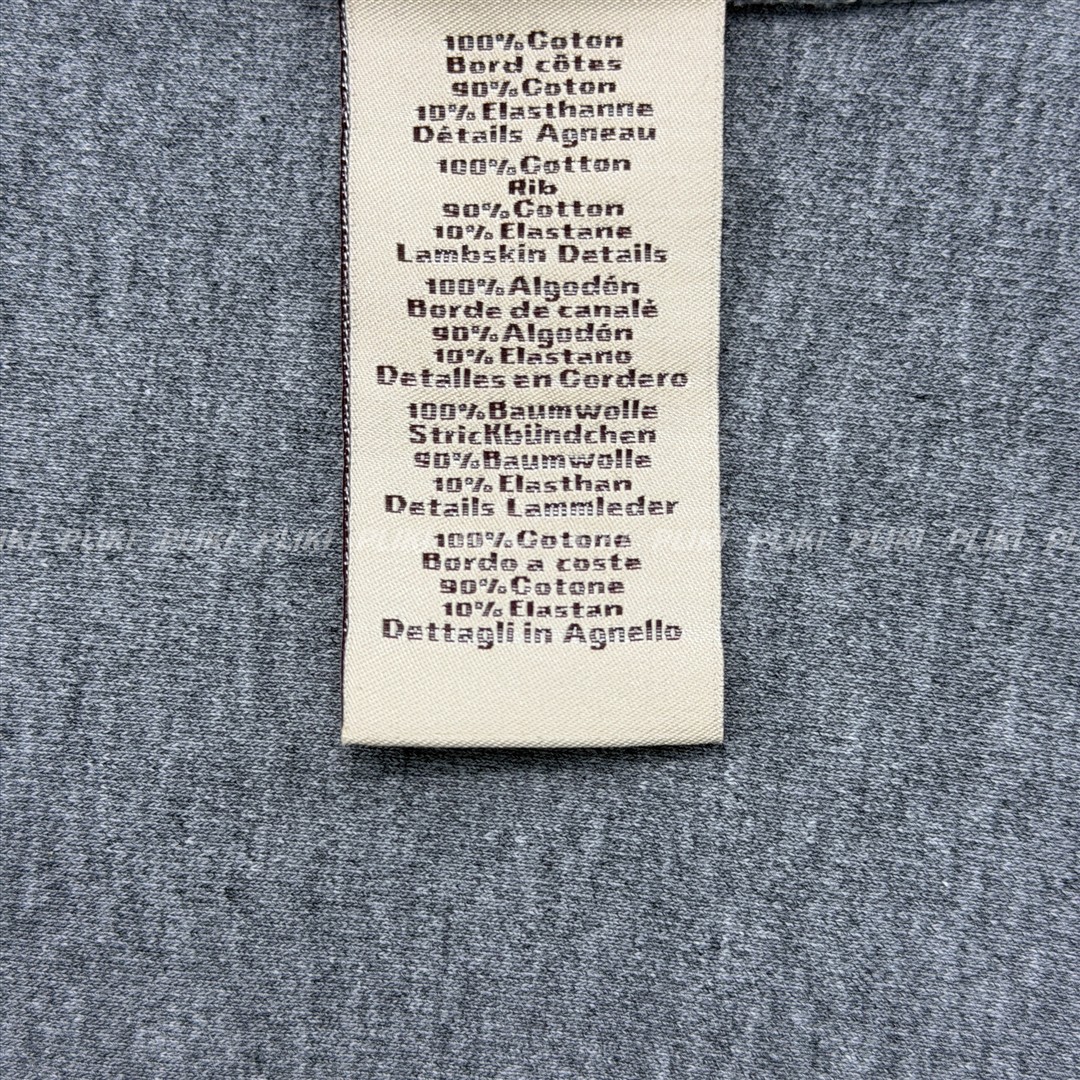 100%Coton
Bord côtes
90%Coton
10%Elasthanne
Détails Agneau
100%Cotton
Rib
90%Cotton
10%Elastane
Lambskin Details
100%Algodón
Borde de canalé
90%Algodón
10%Elastano
Detalles en Cordero
100%Baumwolle
StricKbündchen
90%Baumwolle
10%Elasthan
Details Lammleder
100%Cotone
Bordo a coste
90%Cotone
10%Elastan
Dettagli in Agnello